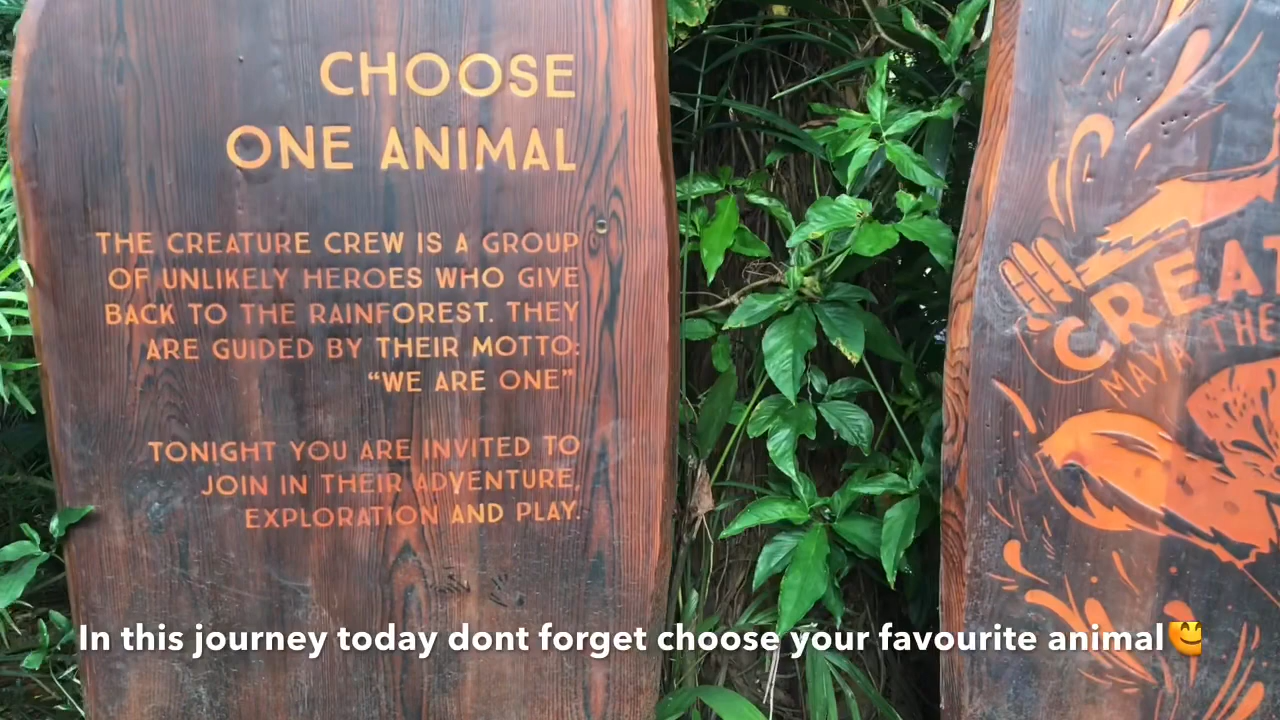 CHOOSE
ONE ANIMAL
THE CREATURE CREW IS A GROUP
OF UNLIKELY HEROES WHO GIVE
BACK TO THE RAINFOREST. THEY
ARE GUIDED BY THEIR MOTTO:
“WE ARE ONE”
TONIGHT YOU ARE INVITED TO
JOIN IN THEIR ADVENTURE,
EXPLORATION AND PLAY.
CREAT
MAYA THE
In this journey today dont forget choose your favourite animal